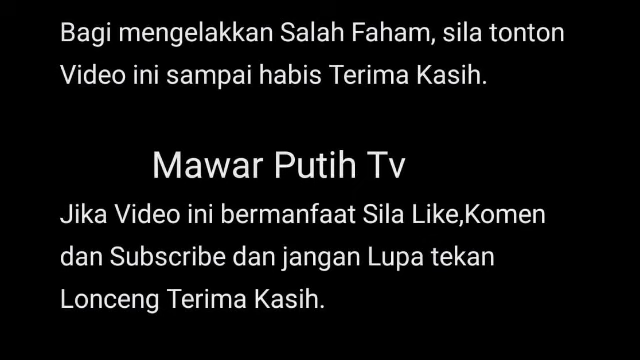 Bagi mengelakkan Salah Faham, sila tonton
Video ini sampai habis Terima Kasih.
Mawar Putih Tv
Jika Video ini bermanfaat Sila Like,Komen
dan Subscribe dan jangan Lupa tekan
Lonceng Terima Kasih.